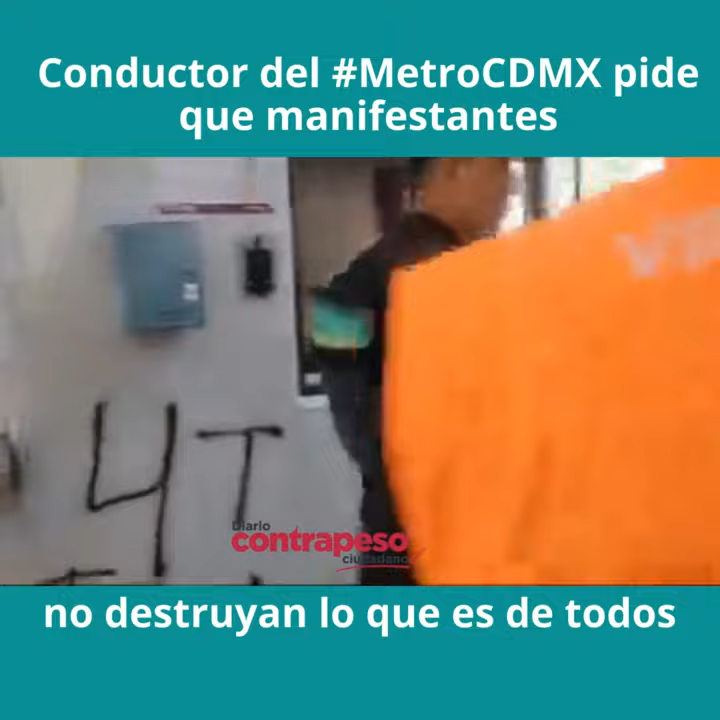 Conductor del #MetroCDMX pide
que manifestantes
4T
Diario
contrapeso
ciudadano
no destruyan lo que es de todos